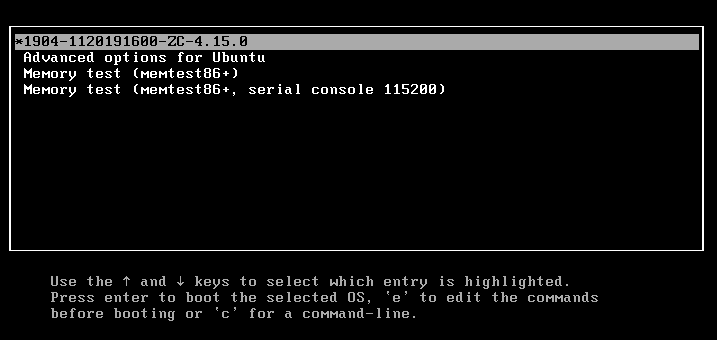 *1904-1120191600-ZC-4.15.0
Advanced options for Ubuntu
Memory test (memtest86+)
Memory test (memtest86+, serial console 115200)
Use the ↑ and ↓ keys to select which entry is highlighted.
Press enter to boot the selected OS, `e' to edit the commands
before booting or `c' for a command-line.